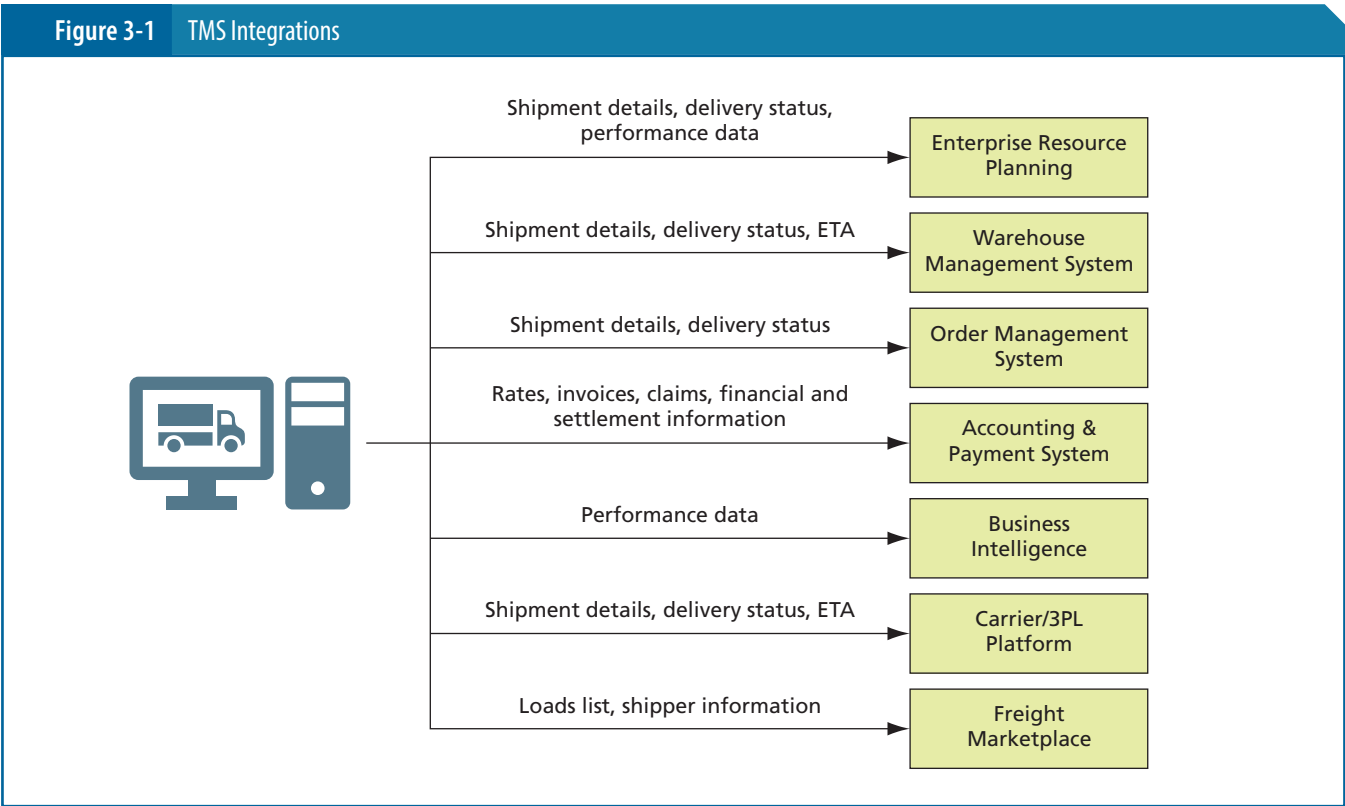 Figure 3-1 TMS Integrations
Shipment details, delivery status,
performance data
Enterprise Resource
Planning
Shipment details, delivery status, ETA
Warehouse
Management System
Shipment details, delivery status
Order Management
System
Rates, invoices, claims, financial and
settlement information
Accounting &
Payment System
Performance data
Business
Intelligence
Shipment details, delivery status, ETA
Carrier/3PL
Platform
Loads list, shipper information
Freight
Marketplace